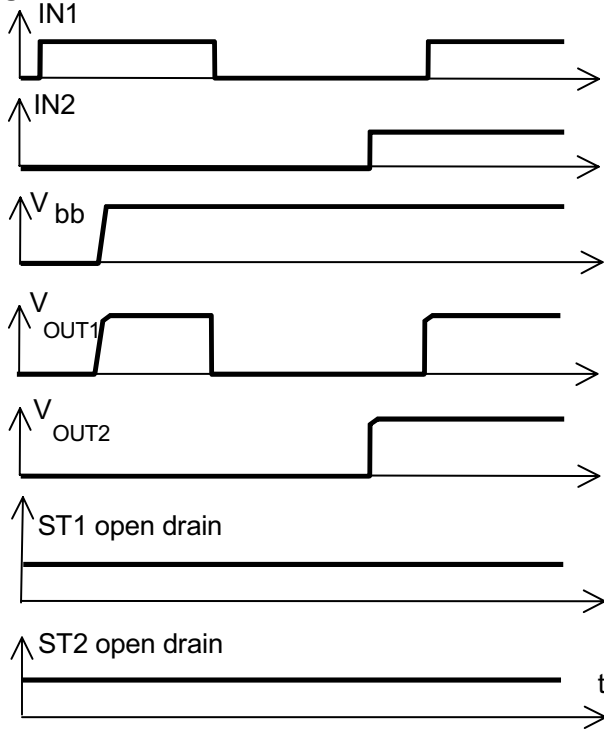 IN1
IN2
V bb
V OUT1
V OUT2
ST1 open drain
ST2 open drain
t